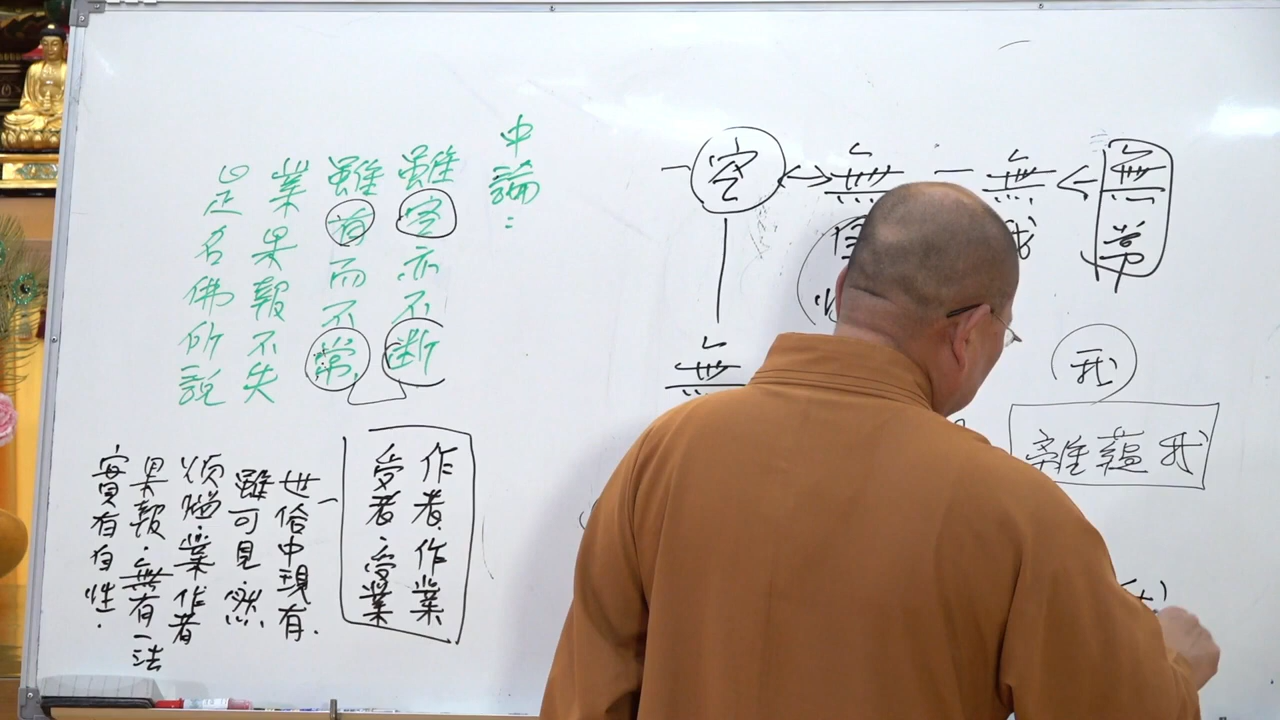 中論：
雖空亦不斷
雖有而不常
業果報不失
是名佛所說
作者.作業
受者.受業
世俗中現有.
雖可見.然
煩惱.業作者
果報.無有一法
實有自性.
無常
無我
無
空
無
我
離蘊我